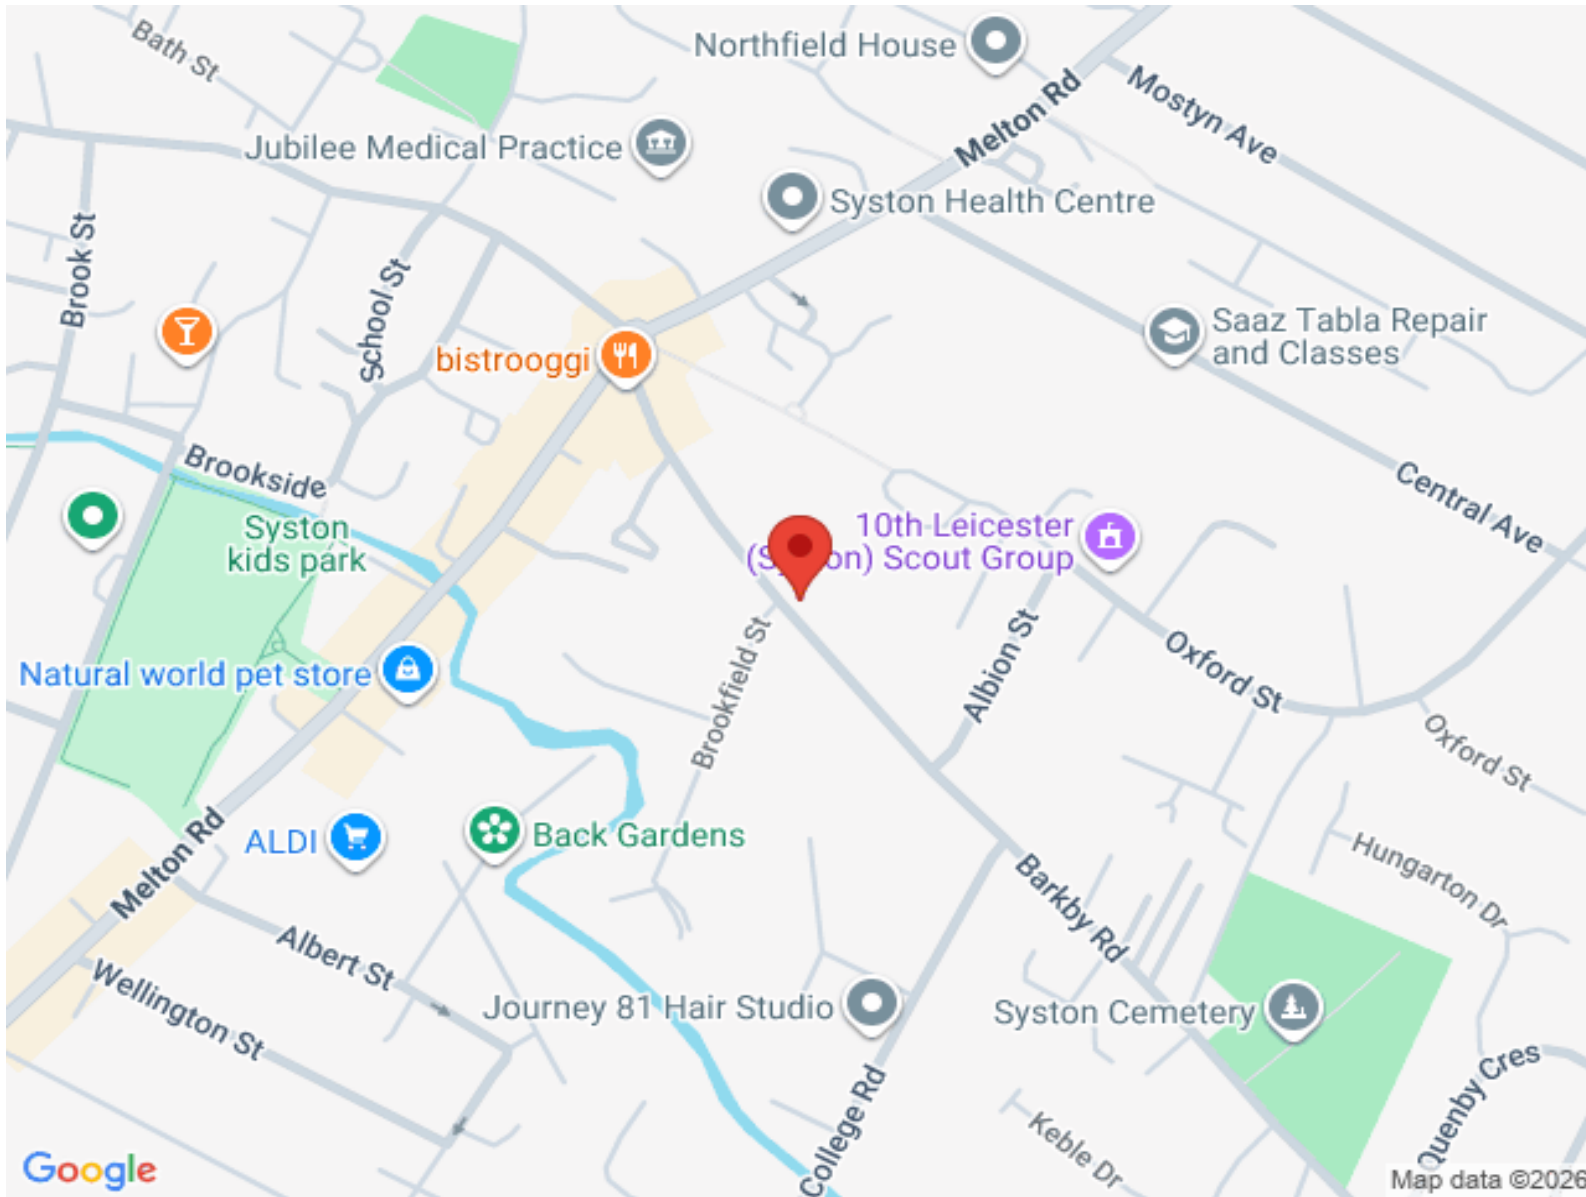 Bath St
Northfield House
Melton Rd
Mostyn Ave
Jubilee Medical Practice
Syston Health Centre
Brook St
School St
bistrooggi
Saaz Tabla Repair
and Classes
Brookside
Central Ave
Syston
kids park
10th Leicester
(Syston) Scout Group
Albion St
Oxford St
Natural world pet store
Brookfield St
Oxford St
ALDI
Back Gardens
Melton Rd
Hungarton Dr
Barkby Rd
Albert St
Wellington St
Journey 81 Hair Studio
Syston Cemetery
College Rd
Keble Dr
Quenby Cres
Google
Map data ©2026